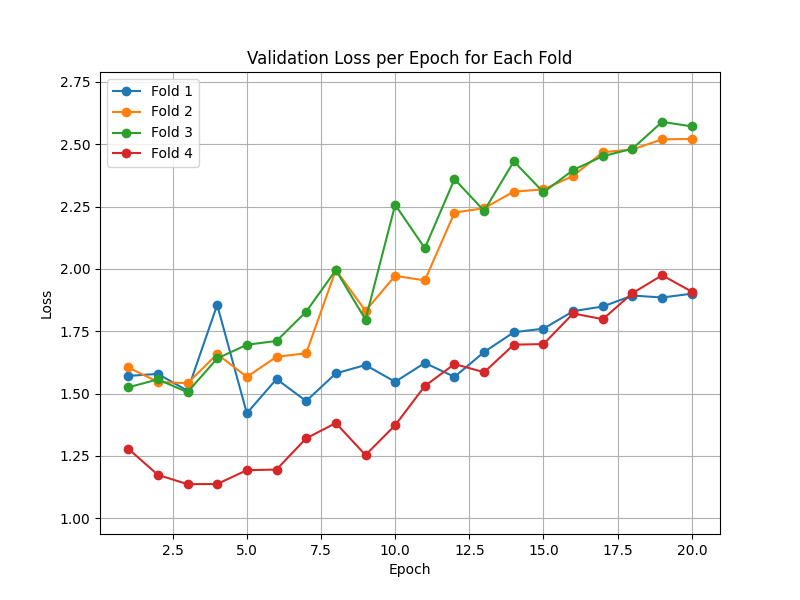 Validation Loss per Epoch for Each Fold
Fold 1
Fold 2
Fold 3
Fold 4
2.75
2.50
2.25
2.00
1.75
1.50
1.25
1.00
Loss
2.5 5.0 7.5 10.0 12.5 15.0 17.5 20.0
Epoch